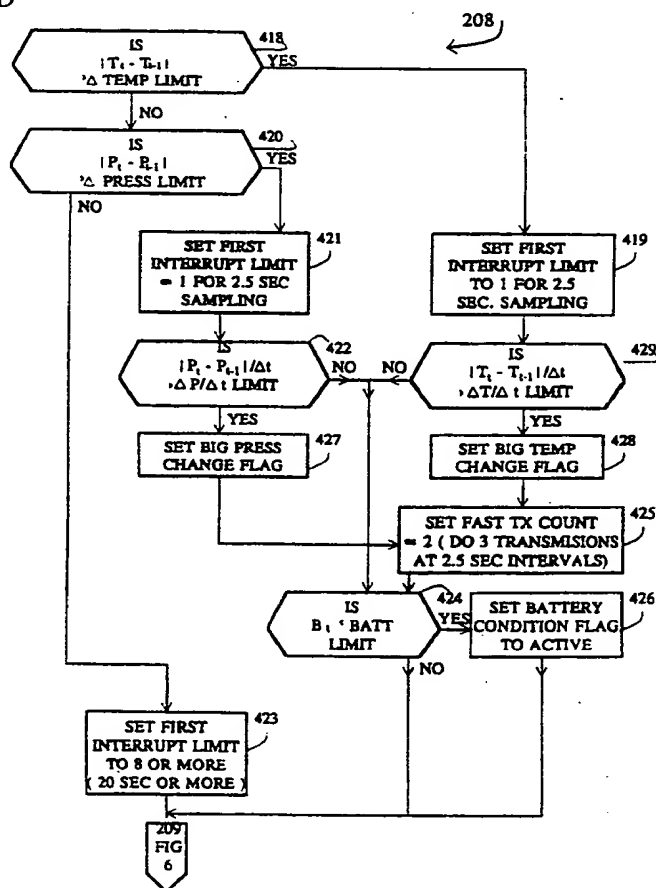 208
IS
|Tt - Tt-1|
>Δ TEMP LIMIT
418
YES
NO
IS
|Pt - Pt-1|
>Δ PRESS LIMIT
420
YES
NO
SET FIRST
INTERRUPT LIMIT
= 1 FOR 2.5 SEC
SAMPLING
421
SET FIRST
INTERRUPT LIMIT
TO 1 FOR 2.5
SEC. SAMPLING
419
IS
|Pt - Pt-1|/Δt
>Δ P/Δ t LIMIT
422
NO
YES
IS
|Tt - Tt-1|/Δt
>ΔT/Δ t LIMIT
429
NO
YES
SET BIG PRESS
CHANGE FLAG
427
SET BIG TEMP
CHANGE FLAG
428
SET FAST TX COUNT
= 2 ( DO 3 TRANSMISIONS
AT 2.5 SEC INTERVALS)
425
IS
Bt < BATT
LIMIT
424
YES
NO
SET BATTERY
CONDITION FLAG
TO ACTIVE
426
SET FIRST
INTERRUPT LIMIT
TO 8 OR MORE
( 20 SEC OR MORE )
423
209
FIG
6